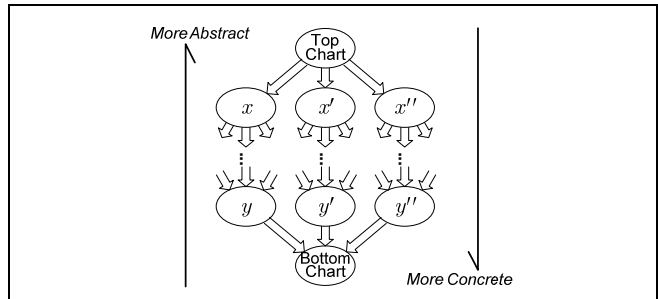 More Abstract
Top
Chart
x x′ x′′
y y′ y′′
Bottom
Chart
More Concrete